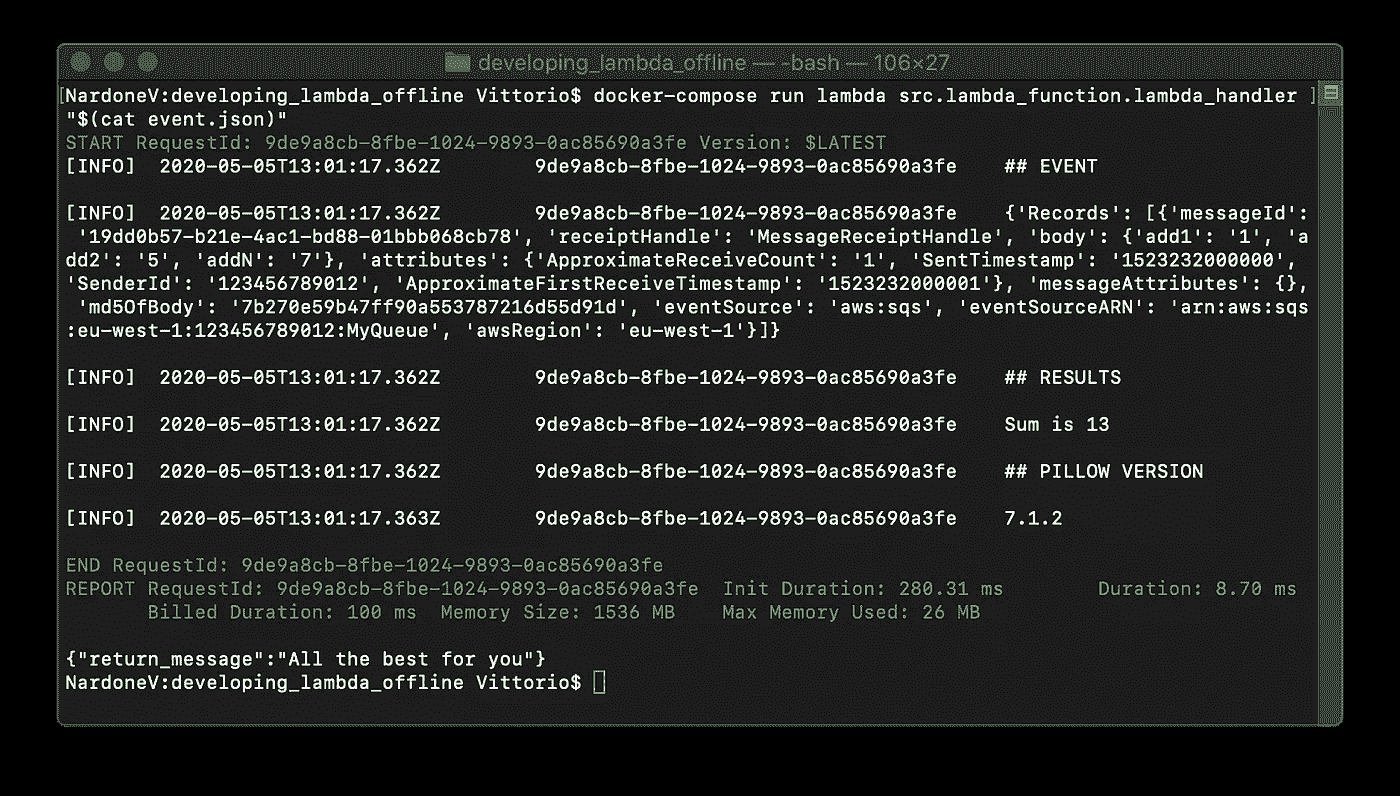 developing_lambda_offline — -bash — 106×27
[NardoneV:developing_lambda_offline Vittorio$ docker-compose run lambda src.lambda_function.lambda_handler ]
"$(cat event.json)"
START RequestId: 9de9a8cb-8fbe-1024-9893-0ac85690a3fe Version: $LATEST
[INFO]  2020-05-05T13:01:17.362Z        9de9a8cb-8fbe-1024-9893-0ac85690a3fe    ## EVENT
[INFO]  2020-05-05T13:01:17.362Z        9de9a8cb-8fbe-1024-9893-0ac85690a3fe    {'Records': [{'messageId':
 '19dd0b57-b21e-4ac1-bd88-01bbb068cb78', 'receiptHandle': 'MessageReceiptHandle', 'body': {'add1': '1', 'a
dd2': '5', 'addN': '7'}, 'attributes': {'ApproximateReceiveCount': '1', 'SentTimestamp': '1523232000000',
'SenderId': '123456789012', 'ApproximateFirstReceiveTimestamp': '1523232000001'}, 'messageAttributes': {},
 'md5OfBody': '7b270e59b47ff90a553787216d55d91d', 'eventSource': 'aws:sqs', 'eventSourceARN': 'arn:aws:sqs
:eu-west-1:123456789012:MyQueue', 'awsRegion': 'eu-west-1'}]}
[INFO]  2020-05-05T13:01:17.362Z        9de9a8cb-8fbe-1024-9893-0ac85690a3fe    ## RESULTS
[INFO]  2020-05-05T13:01:17.362Z        9de9a8cb-8fbe-1024-9893-0ac85690a3fe    Sum is 13
[INFO]  2020-05-05T13:01:17.362Z        9de9a8cb-8fbe-1024-9893-0ac85690a3fe    ## PILLOW VERSION
[INFO]  2020-05-05T13:01:17.363Z        9de9a8cb-8fbe-1024-9893-0ac85690a3fe    7.1.2
END RequestId: 9de9a8cb-8fbe-1024-9893-0ac85690a3fe
REPORT RequestId: 9de9a8cb-8fbe-1024-9893-0ac85690a3fe  Init Duration: 280.31 ms        Duration: 8.70 ms
       Billed Duration: 100 ms  Memory Size: 1536 MB    Max Memory Used: 26 MB
{"return_message":"All the best for you"}
NardoneV:developing_lambda_offline Vittorio$